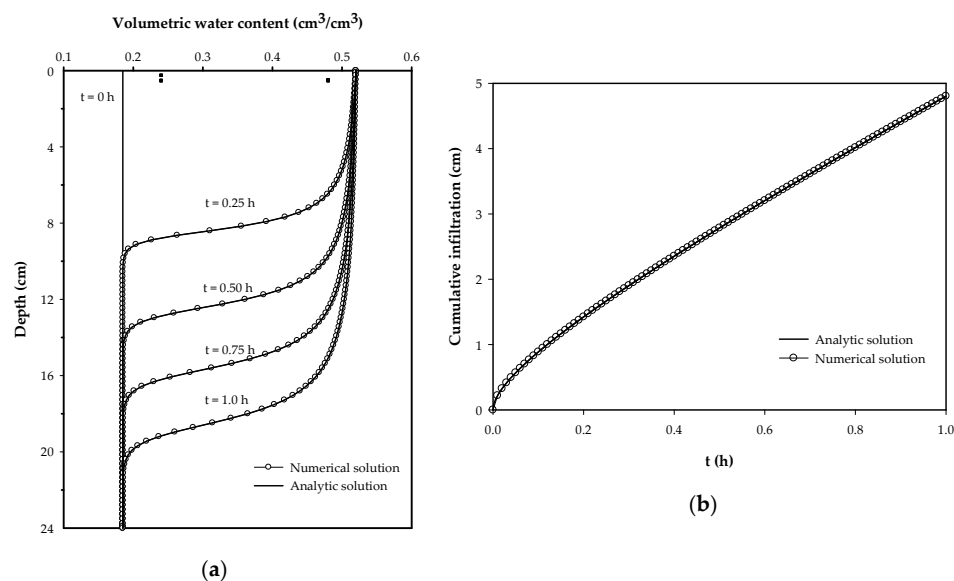 Volumetric water content (cm³/cm³)
0.1 0.2 0.3 0.4 0.5 0.6
0
4
8
12
16
20
24
Depth (cm)
t = 0 h
t = 0.25 h
t = 0.50 h
t = 0.75 h
t = 1.0 h
Numerical solution
Analytic solution
(a)
5
4
3
2
1
0
Cumulative infiltration (cm)
Analytic solution
Numerical solution
0.0 0.2 0.4 0.6 0.8 1.0
t (h)
(b)